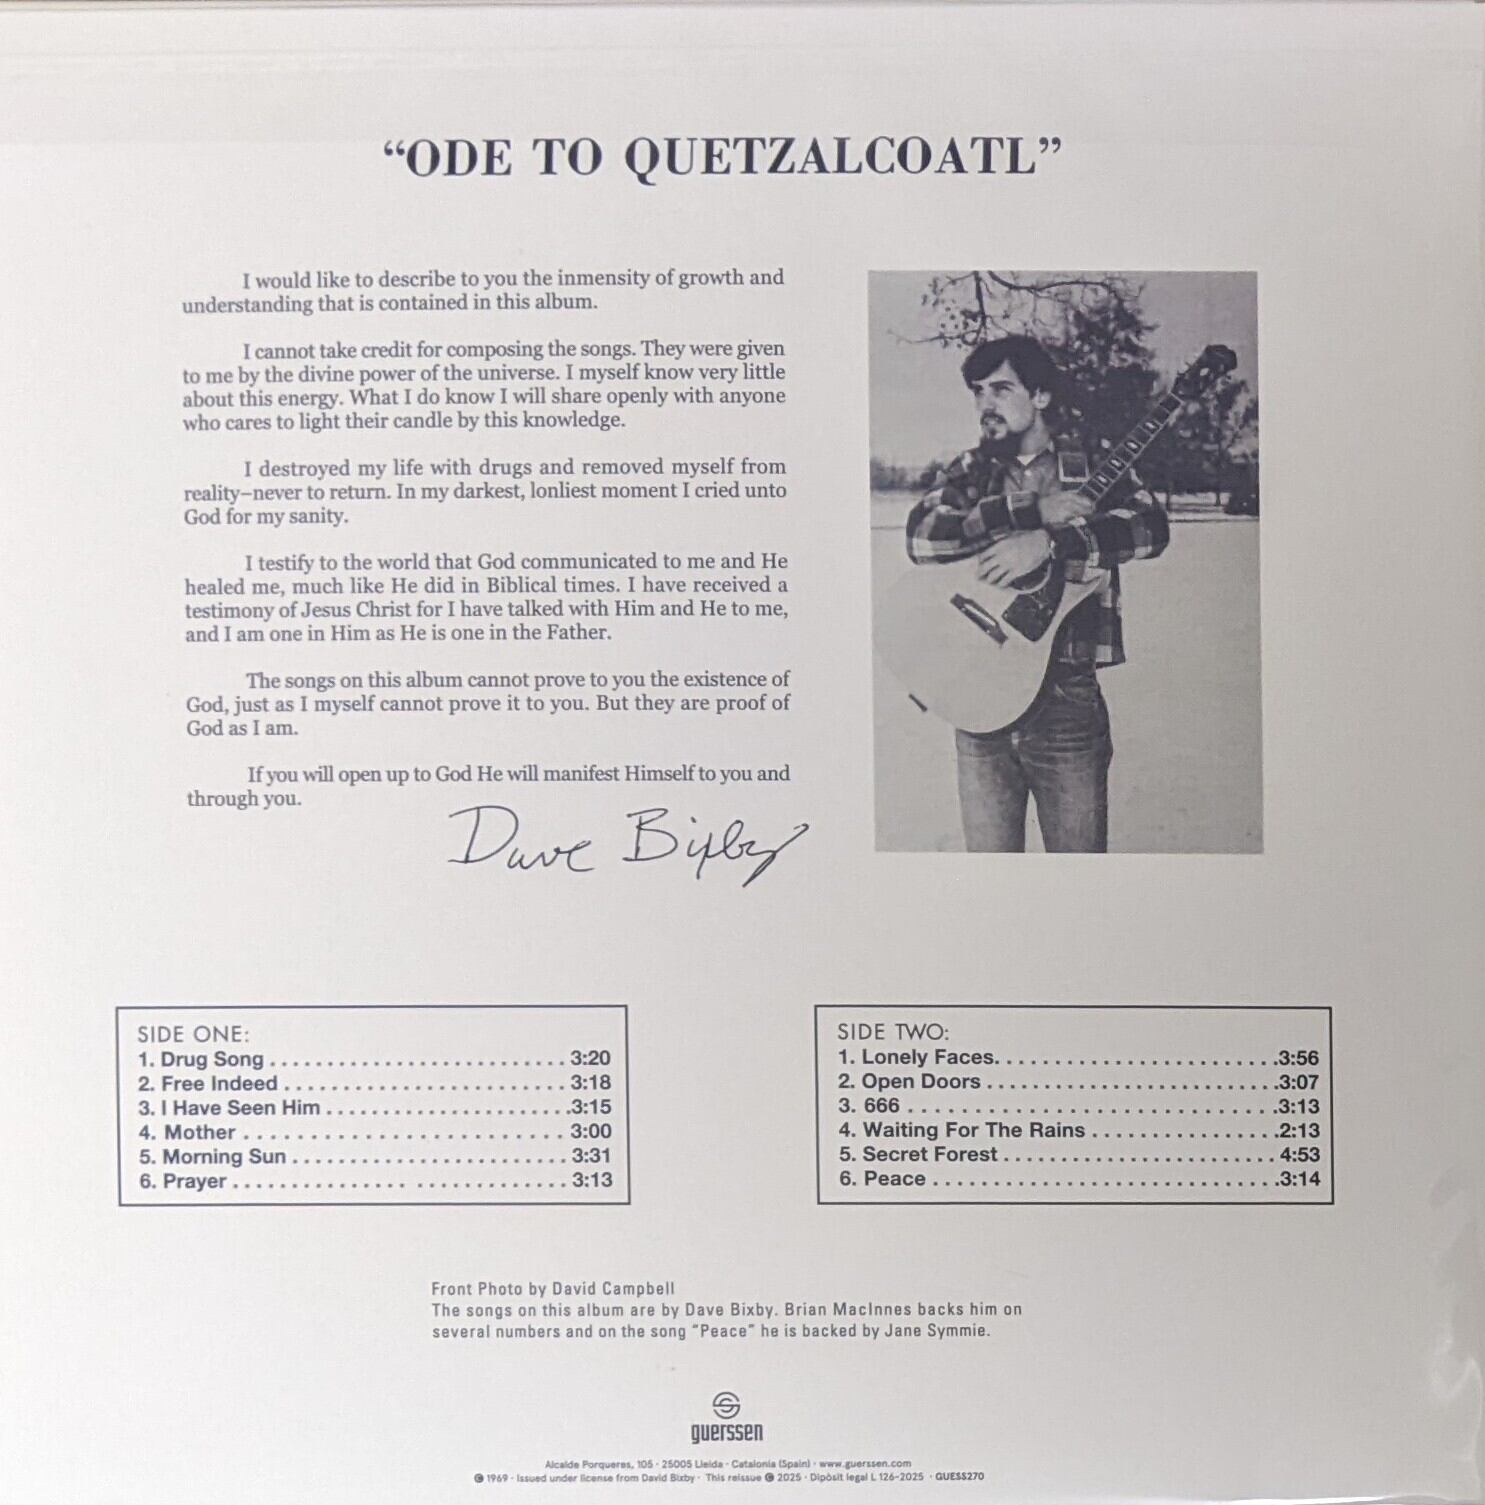 “ODE TO QUETZALCOATL”
I would like to describe to you the inmensity of growth and
understanding that is contained in this album.
I cannot take credit for composing the songs. They were given
to me by the divine power of the universe. I myself know very little
about this energy. What I do know I will share openly with anyone
who cares to light their candle by this knowledge.
I destroyed my life with drugs and removed myself from
reality—never to return. In my darkest, lonliest moment I cried unto
God for my sanity.
I testify to the world that God communicated to me and He
healed me, much like He did in Biblical times. I have received a
testimony of Jesus Christ for I have talked with Him and He to me,
and I am one in Him as He is one in the Father.
The songs on this album cannot prove to you the existence of
God, just as I myself cannot prove it to you. But they are proof of
God as I am.
If you will open up to God He will manifest Himself to you and
through you.
Dave Bixby
SIDE ONE:
1. Drug Song . . . . . . . . . . . . . . . . . . . . . . . . . 3:20
2. Free Indeed . . . . . . . . . . . . . . . . . . . . . . . . 3:18
3. I Have Seen Him . . . . . . . . . . . . . . . . . . . . .3:15
4. Mother . . . . . . . . . . . . . . . . . . . . . . . . . . . 3:00
5. Morning Sun . . . . . . . . . . . . . . . . . . . . . . . 3:31
6. Prayer . . . . . . . . . . . . . . . . . . . . . . . . . . . . 3:13
SIDE TWO:
1. Lonely Faces. . . . . . . . . . . . . . . . . . . . . . . .3:56
2. Open Doors . . . . . . . . . . . . . . . . . . . . . . . . .3:07
3. 666 . . . . . . . . . . . . . . . . . . . . . . . . . . . . .3:13
4. Waiting For The Rains . . . . . . . . . . . . . . . .2:13
5. Secret Forest . . . . . . . . . . . . . . . . . . . . . . . 4:53
6. Peace . . . . . . . . . . . . . . . . . . . . . . . . . . . . .3:14
Front Photo by David Campbell
The songs on this album are by Dave Bixby. Brian MacInnes backs him on
several numbers and on the song "Peace" he is backed by Jane Symmie.
guerssen
Alcalde Porqueres, 105 · 25005 Lleida · Catalonia (Spain) · www.guerssen.com
℗ 1969 · Issued under license from David Bixby · This reissue ℗ 2025 · Dipòsit legal L 126-2025 · GUESS270